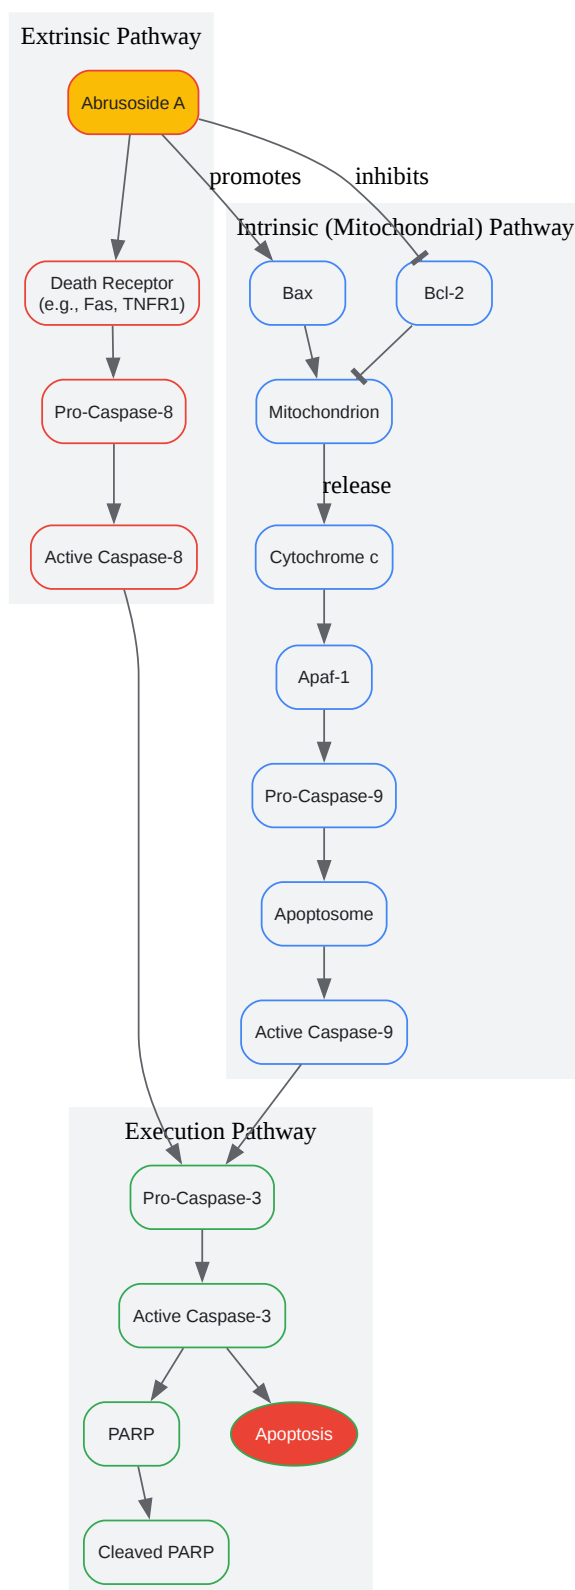 Extrinsic Pathway
Abrusoside A
promotes
inhibits
Intrinsic (Mitochondrial) Pathway
Death Receptor
(e.g., Fas, TNFR1)
Bax
Bcl-2
Pro-Caspase-8
Mitochondrion
release
Active Caspase-8
Cytochrome c
Apaf-1
Pro-Caspase-9
Apoptosome
Active Caspase-9
Execution Pathway
Pro-Caspase-3
Active Caspase-3
PARP
Apoptosis
Cleaved PARP